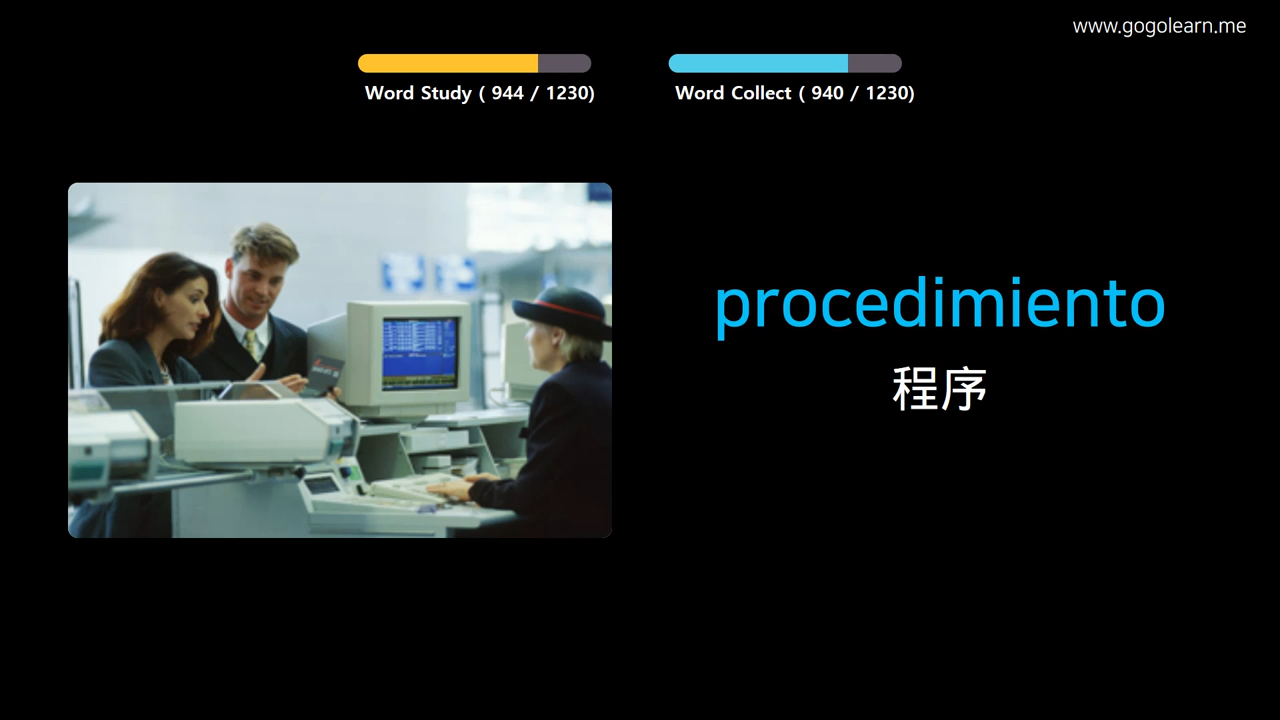 www.gogolearn.me
Word Study ( 944 / 1230)
Word Collect ( 940 / 1230)
procedimiento
程序